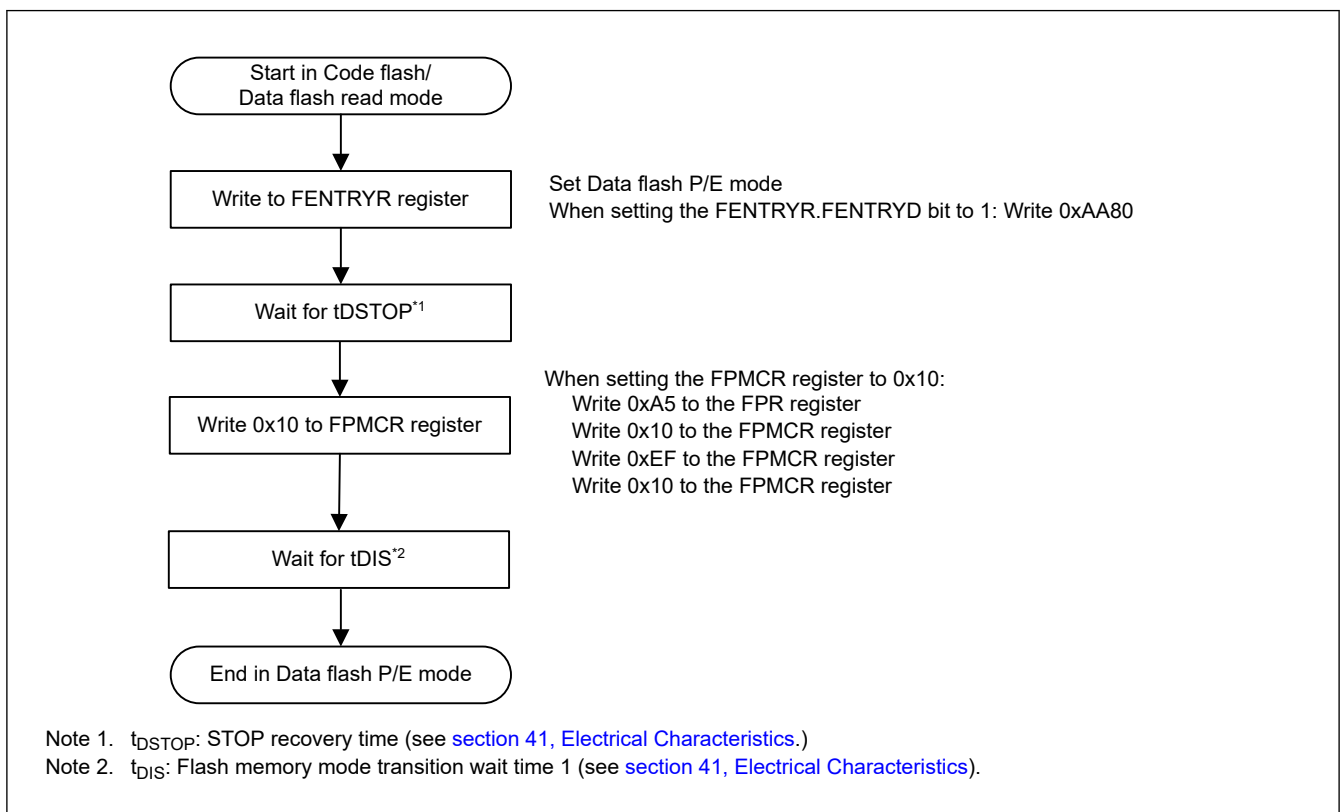 Start in Code flash/
Data flash read mode
Write to FENTRYR register
Set Data flash P/E mode
When setting the FENTRYR.FENTRYD bit to 1: Write 0xAA80
Wait for tDSTOP*1
Write 0x10 to FPMCR register
When setting the FPMCR register to 0x10:
Write 0xA5 to the FPR register
Write 0x10 to the FPMCR register
Write 0xEF to the FPMCR register
Write 0x10 to the FPMCR register
Wait for tDIS*2
End in Data flash P/E mode
Note 1. tDSTOP: STOP recovery time (see section 41, Electrical Characteristics.)
Note 2. tDIS: Flash memory mode transition wait time 1 (see section 41, Electrical Characteristics).